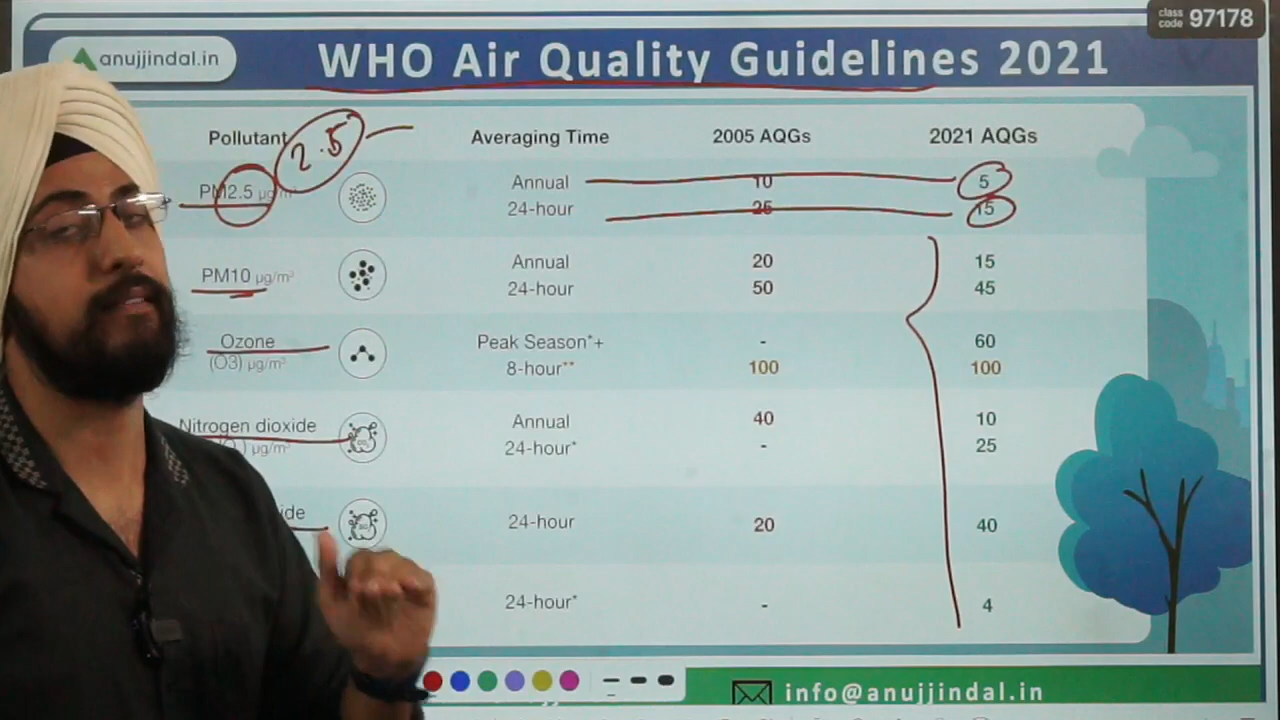 class code 97178
anujjindal.in
WHO Air Quality Guidelines 2021
Pollutant Averaging Time 2005 AQGs 2021 AQGs
2.5
PM2.5 Annual 10 5
24-hour 25 15
PM10 µg/m³ Annual 20 15
24-hour 50 45
Ozone Peak Season*+ - 60
(O3) µg/m³ 8-hour** 100 100
Nitrogen dioxide Annual 40 10
µg/m³ 24-hour* - 25
24-hour 20 40
24-hour* - 4
info@anujjindal.in